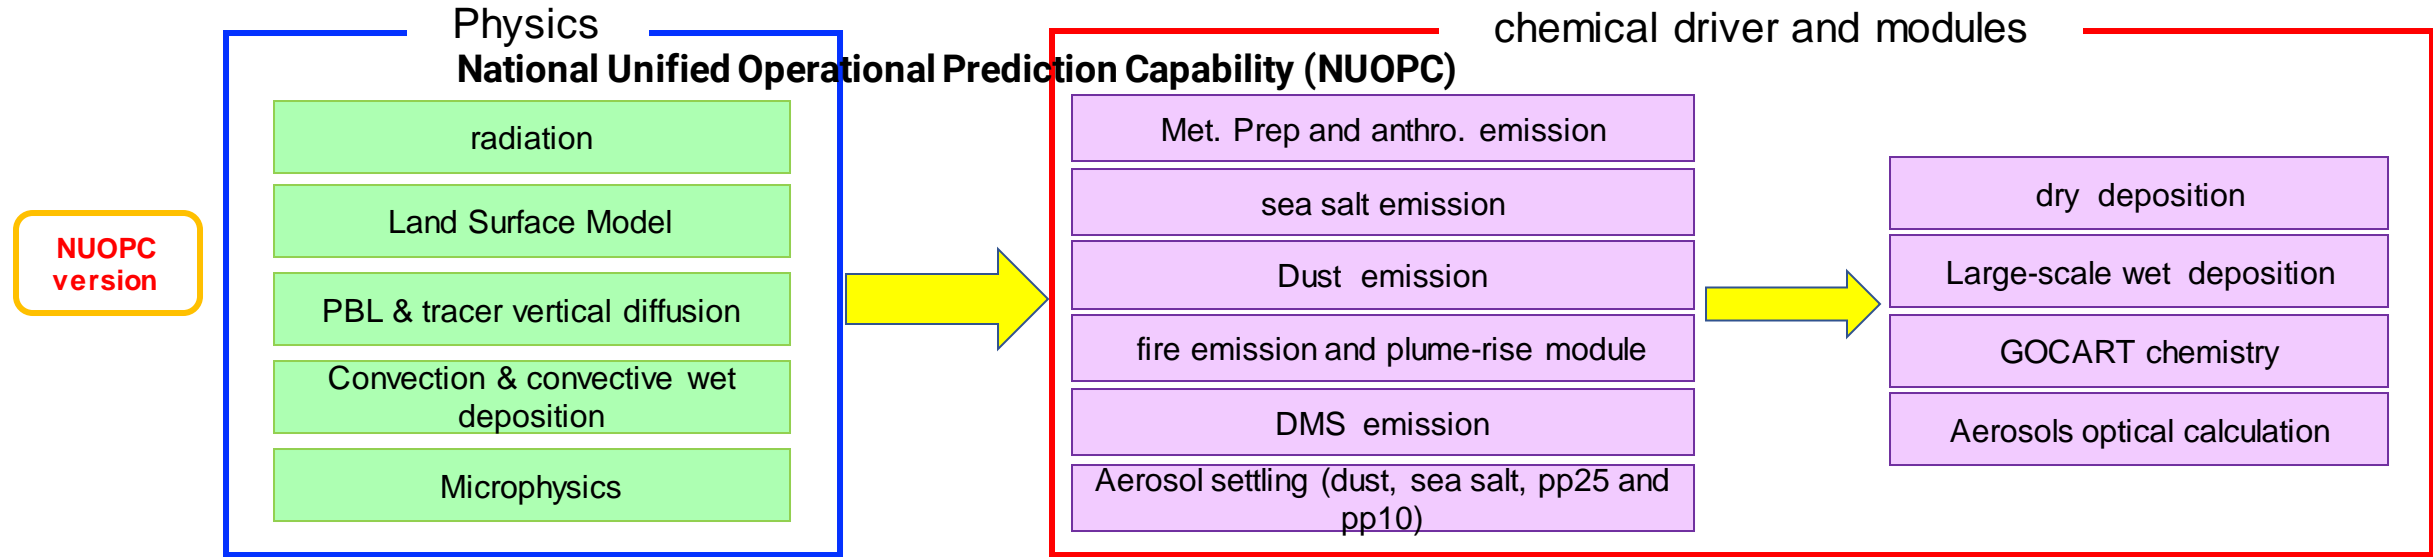 Physics
chemical driver and modules
National Unified Operational Prediction Capability (NUOPC)
NUOPC
version
radiation
Land Surface Model
PBL & tracer vertical diffusion
Convection & convective wet
deposition
Microphysics
Met. Prep and anthro. emission
sea salt emission
Dust emission
fire emission and plume-rise module
DMS emission
Aerosol settling (dust, sea salt, pp25 and
pp10)
dry deposition
Large-scale wet deposition
GOCART chemistry
Aerosols optical calculation